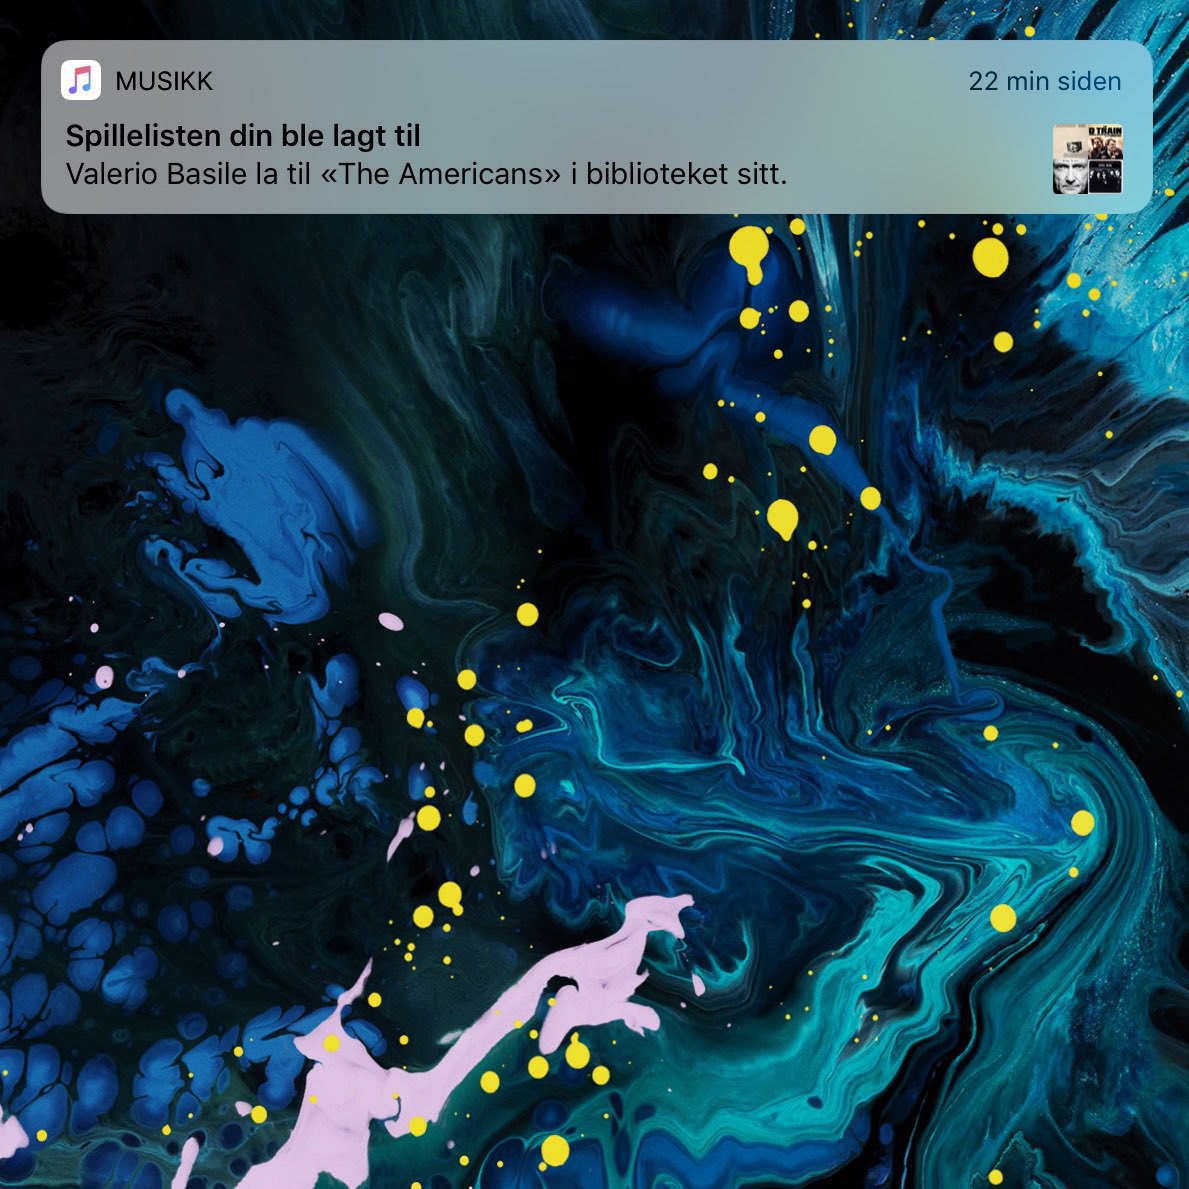 MUSIKK
22 min siden
Spillelisten din ble lagt til
Valerio Basile la til «The Americans» i biblioteket sitt.
D TRAIN